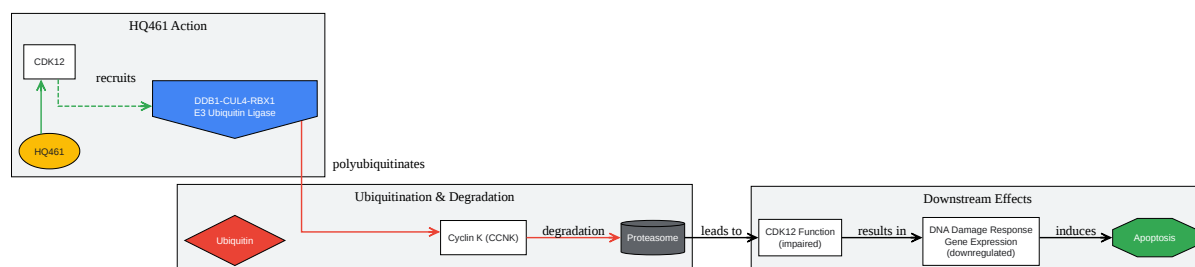 HQ461 Action
CDK12
recruits
DDB1-CUL4-RBX1
E3 Ubiquitin Ligase
HQ461
polyubiquitinates
Ubiquitination & Degradation
Ubiquitin
Cyclin K (CCNK)
degradation
Proteasome
leads to
Downstream Effects
CDK12 Function
(impaired)
results in
DNA Damage Response
Gene Expression
(downregulated)
induces
Apoptosis